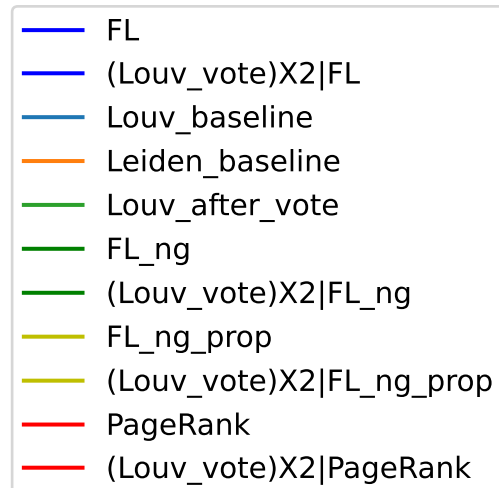 FL
(Louv_vote)X2|FL
Louv_baseline
Leiden_baseline
Louv_after_vote
FL_ng
(Louv_vote)X2|FL_ng
FL_ng_prop
(Louv_vote)X2|FL_ng_prop
PageRank
(Louv_vote)X2|PageRank